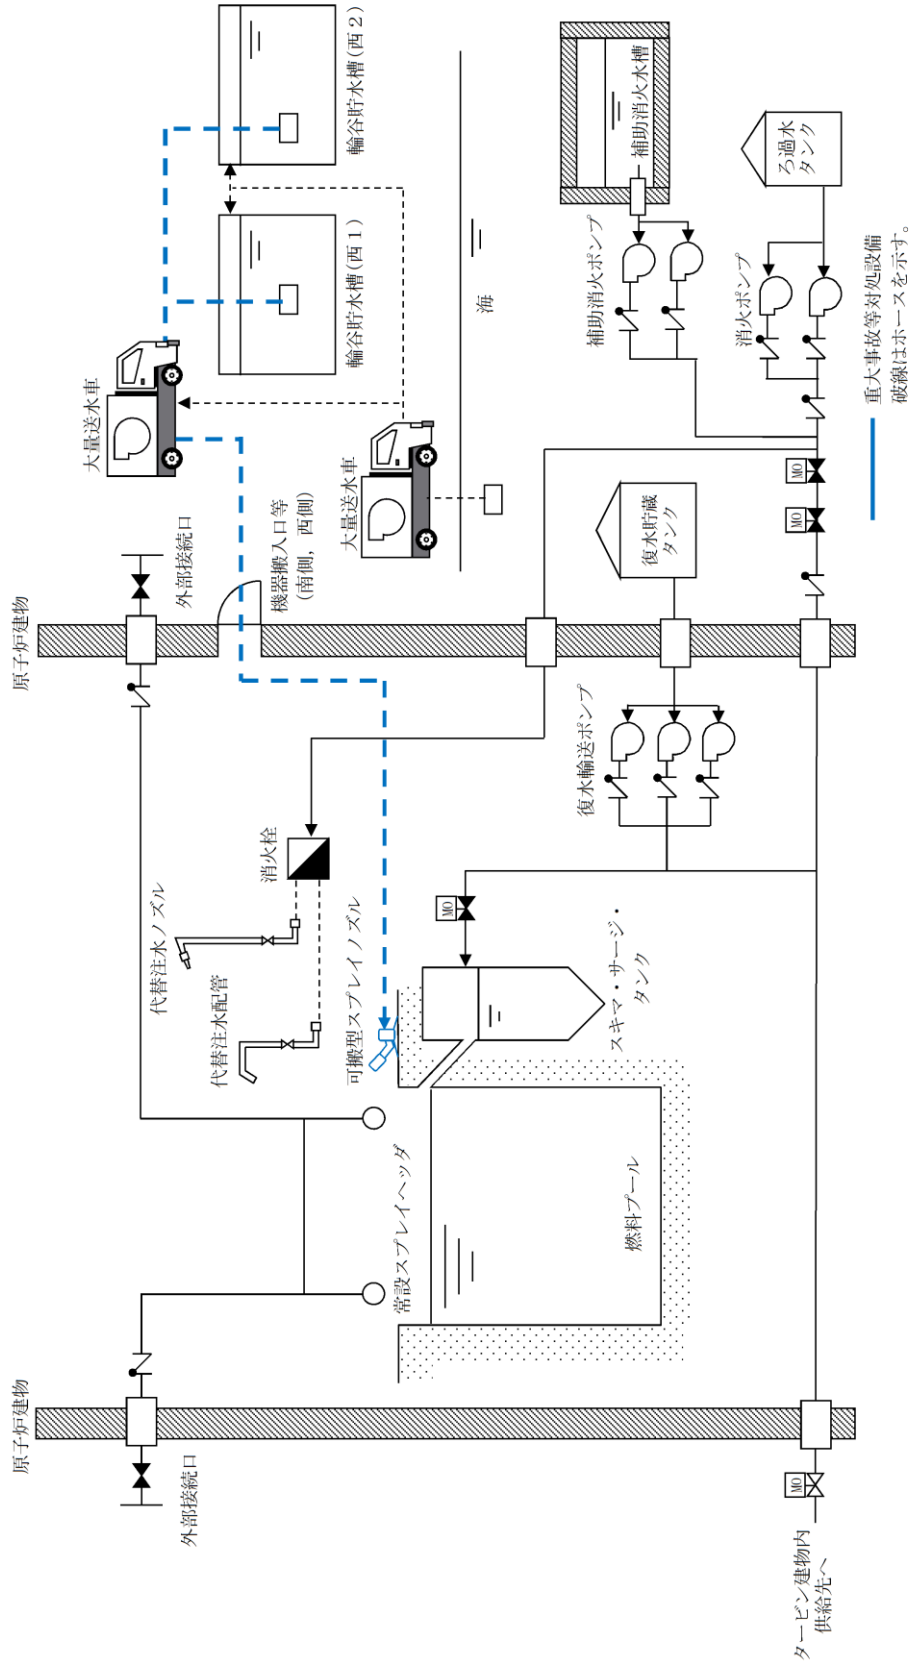 原子炉建物
原子炉建物
大量送水車
代替注水ノズル
外部接続口
外部接続口
代替注水配管
消火栓
機器搬入口等
(南側，西側)
可搬型スプレイノズル
大量送水車
輪谷貯水槽(西1)
輪谷貯水槽(西2)
常設スプレイヘッダ
MO
海
復水輸送ポンプ
補助消火ポンプ
スキマ・サージ・
タンク
燃料プール
復水貯蔵
タンク
補助消火水槽
消火ポンプ
ろ過水
タンク
MO
MO
MO
タービン建物内
供給先へ
重大事故等対処設備
破線はホースを示す。